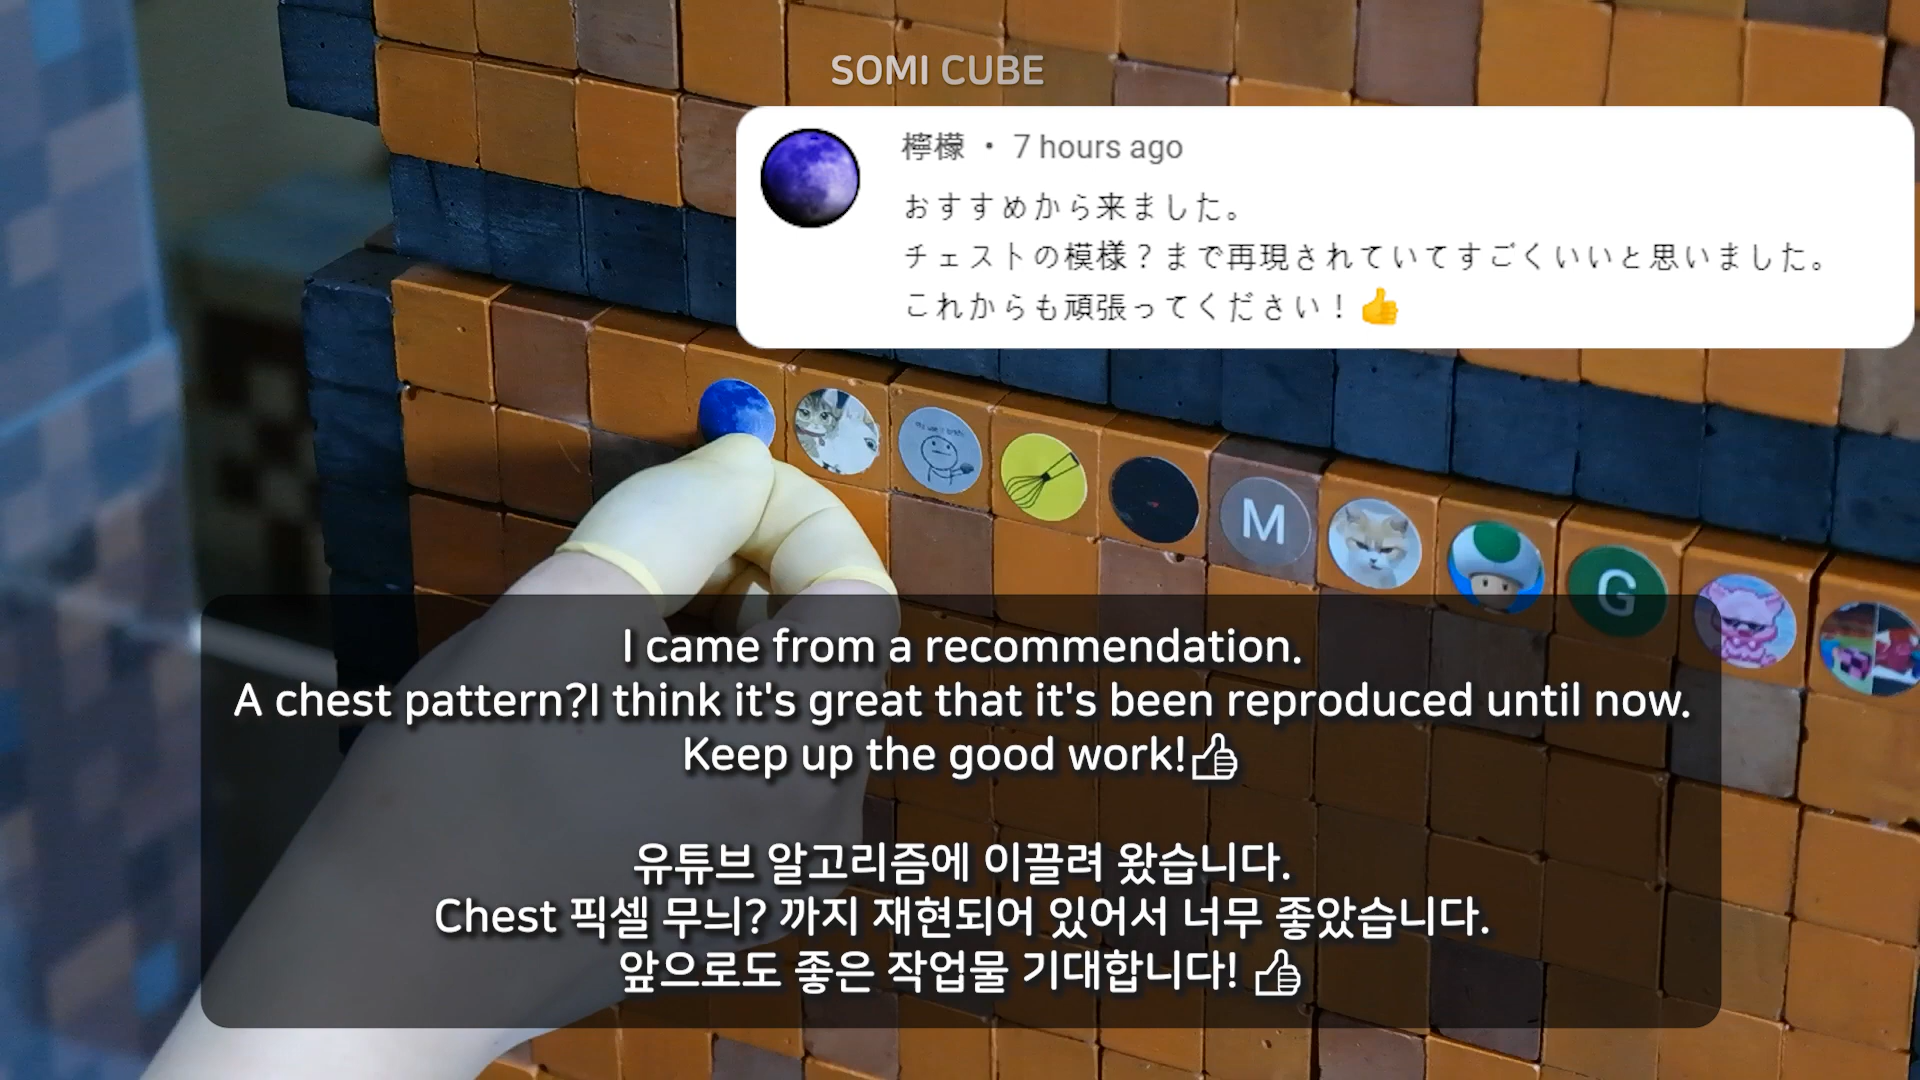 SOMI CUBE
檸檬 • 7 hours ago
おすすめから来ました。
チェストの模様？まで再現されていてすごくいいと思いました。
これからも頑張ってください！👍
M
G
I came from a recommendation.
A chest pattern?I think it's great that it's been reproduced until now.
Keep up the good work!👍
유튜브 알고리즘에 이끌려 왔습니다.
Chest 픽셀 무늬? 까지 재현되어 있어서 너무 좋았습니다.
앞으로도 좋은 작업물 기대합니다! 👍